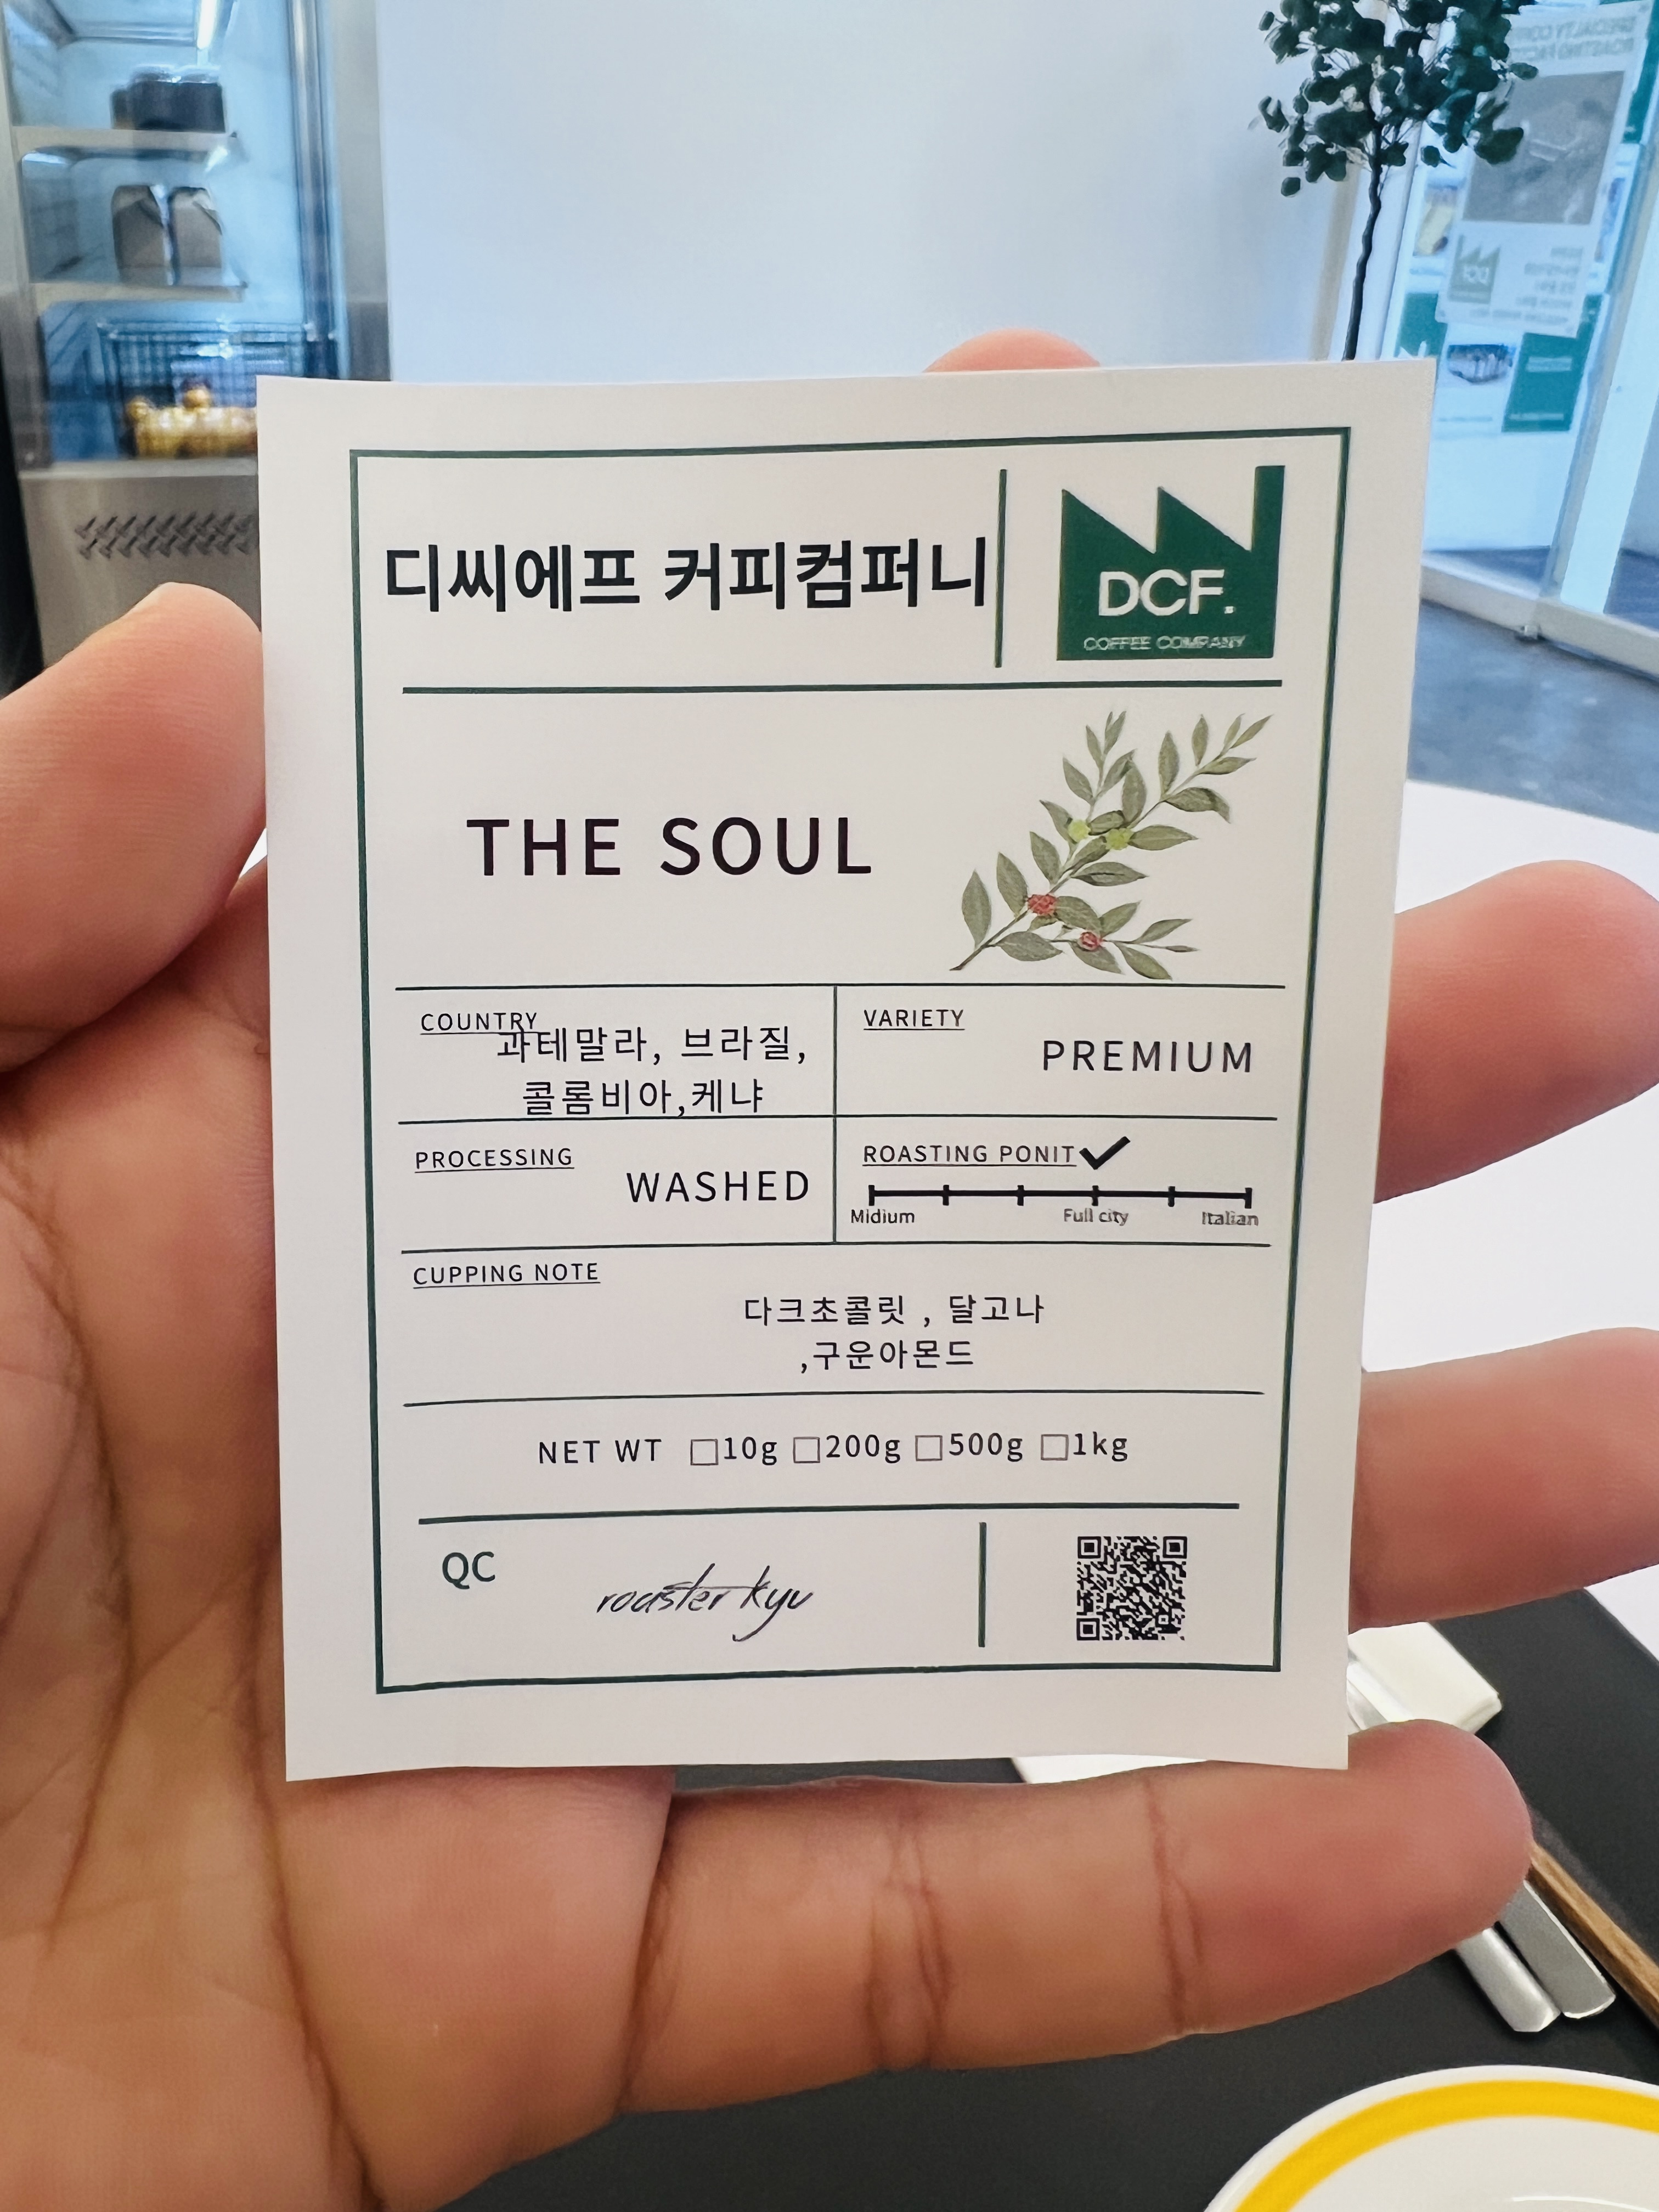 디씨에프 커피컴퍼니
DCF.
COFFEE COMPANY
THE SOUL
COUNTRY
과테말라, 브라질,
콜롬비아,케냐
VARIETY
PREMIUM
PROCESSING
WASHED
ROASTING PONIT
Midium Full city Italian
CUPPING NOTE
다크초콜릿 , 달고나
,구운아몬드
NET WT □10g □200g □500g □1kg
QC
roaster kyu